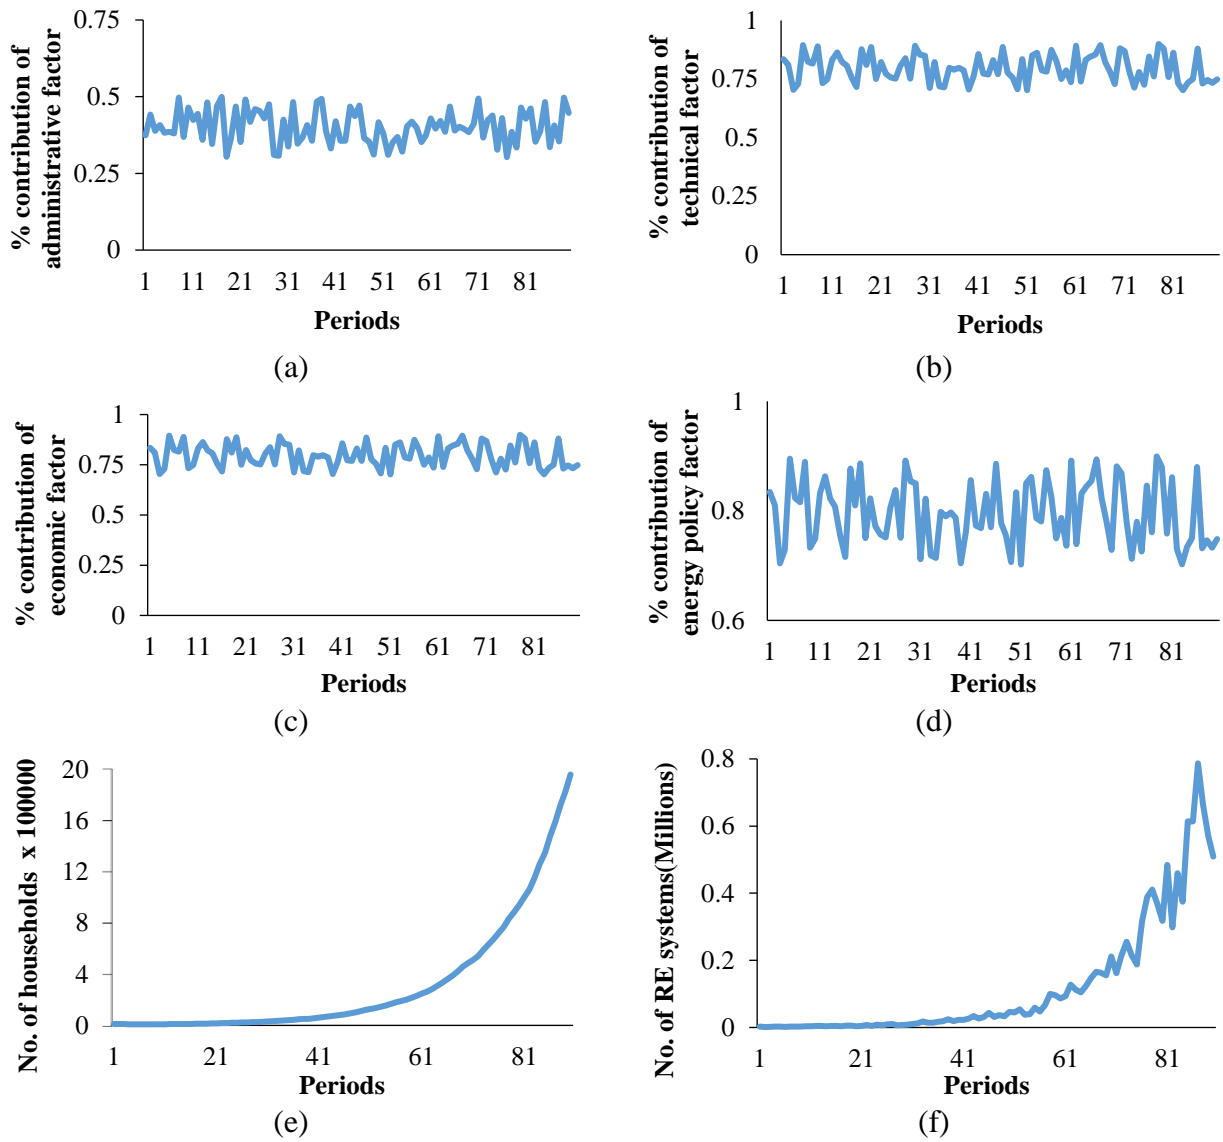 % contribution of
administrative factor
0.75
0.5
0.25
0
1 11 21 31 41 51 61 71 81
Periods
(a)
% contribution of
technical factor
1
0.75
0.5
0.25
0
1 11 21 31 41 51 61 71 81
Periods
(b)
% contribution of
economic factor
1
0.75
0.5
0.25
0
1 11 21 31 41 51 61 71 81
Periods
(c)
% contribution of
energy policy factor
1
0.9
0.8
0.7
0.6
1 11 21 31 41 51 61 71 81
Periods
(d)
No. of households x 100000
20
16
12
8
4
0
1 21 41 61 81
Periods
(e)
No. of RE systems(Millions)
0.8
0.6
0.4
0.2
0
1 21 41 61 81
Periods
(f)